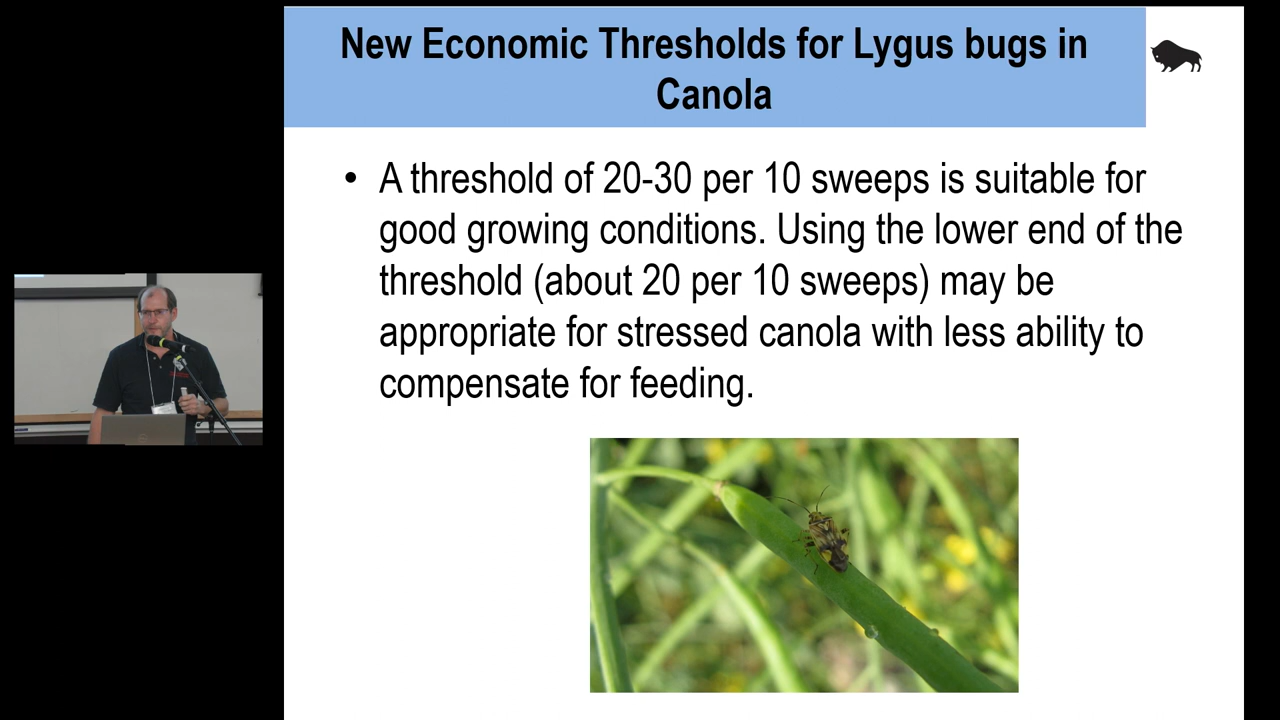 New Economic Thresholds for Lygus bugs in
Canola
• A threshold of 20-30 per 10 sweeps is suitable for
good growing conditions. Using the lower end of the
threshold (about 20 per 10 sweeps) may be
appropriate for stressed canola with less ability to
compensate for feeding.